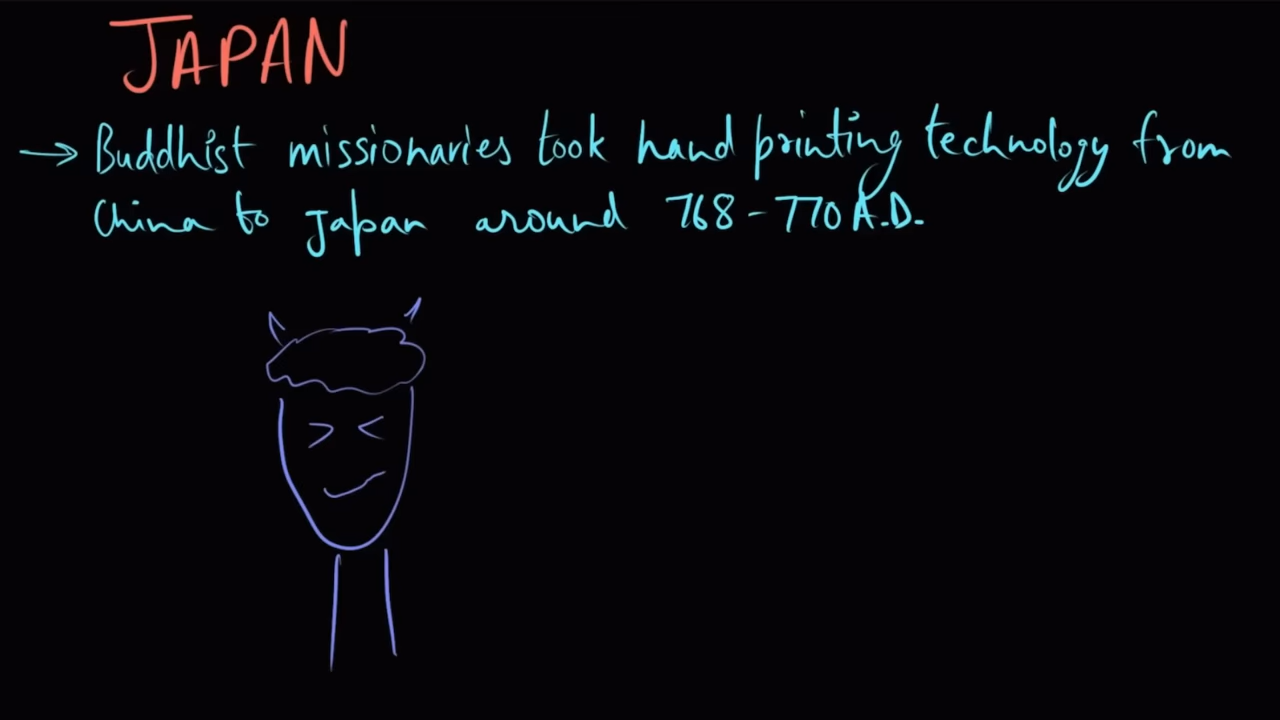 JAPAN
→ Buddhist missionaries took hand printing technology from
China to Japan around 768-770 A.D.